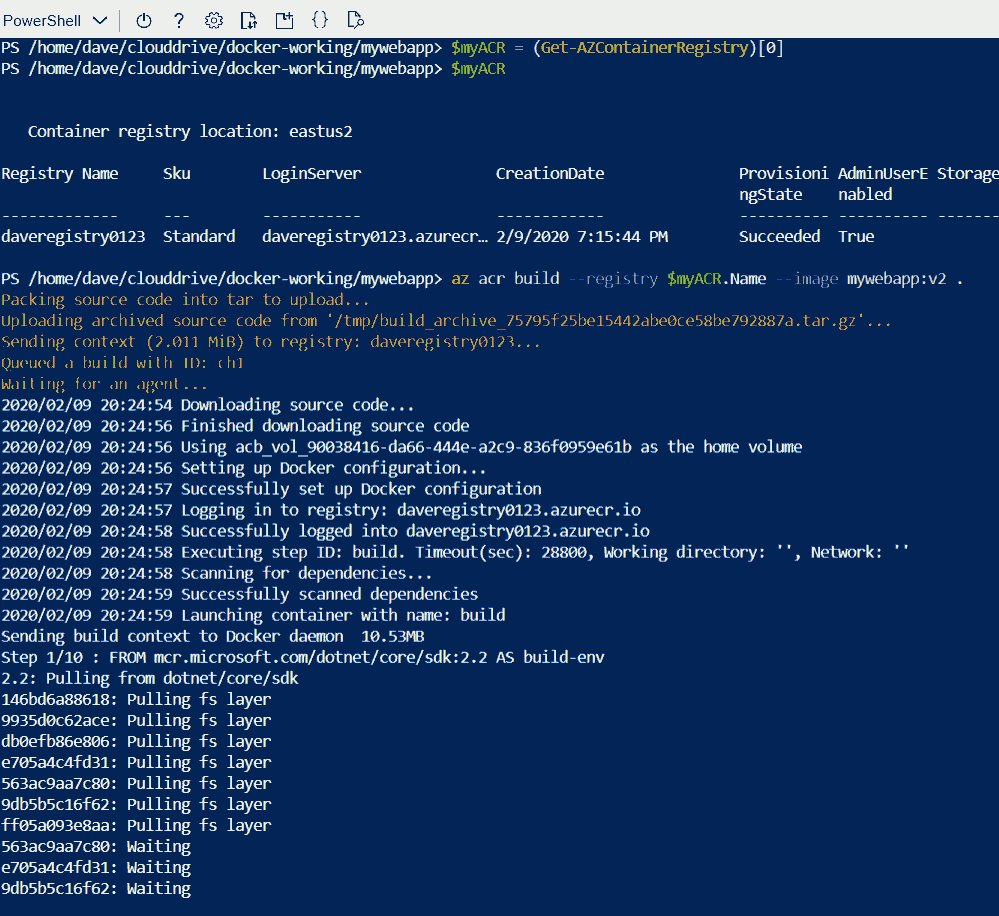 PowerShell
PS /home/dave/clouddrive/docker-working/mywebapp> $myACR = (Get-AZContainerRegistry)[0]
PS /home/dave/clouddrive/docker-working/mywebapp> $myACR
Container registry location: eastus2
Registry Name Sku LoginServer CreationDate Provisioni AdminUserE Storage
ngState nabled
------------- --- ----------- ------------ ---------- ---------- -------
daveregistry0123 Standard daveregistry0123.azurecr… 2/9/2020 7:15:44 PM Succeeded True
PS /home/dave/clouddrive/docker-working/mywebapp> az acr build --registry $myACR.Name --image mywebapp:v2 .
Packing source code into tar to upload...
Uploading archived source code from '/tmp/build_archive_75795f25be15442abe0ce58be792887a.tar.gz'...
Sending context (2.011 MiB) to registry: daveregistry0123...
Queued a build with ID: ch1
Waiting for an agent...
2020/02/09 20:24:54 Downloading source code...
2020/02/09 20:24:56 Finished downloading source code
2020/02/09 20:24:56 Using acb_vol_90038416-da66-444e-a2c9-836f0959e61b as the home volume
2020/02/09 20:24:56 Setting up Docker configuration...
2020/02/09 20:24:57 Successfully set up Docker configuration
2020/02/09 20:24:57 Logging in to registry: daveregistry0123.azurecr.io
2020/02/09 20:24:58 Successfully logged into daveregistry0123.azurecr.io
2020/02/09 20:24:58 Executing step ID: build. Timeout(sec): 28800, Working directory: '', Network: ''
2020/02/09 20:24:58 Scanning for dependencies...
2020/02/09 20:24:59 Successfully scanned dependencies
2020/02/09 20:24:59 Launching container with name: build
Sending build context to Docker daemon 10.53MB
Step 1/10 : FROM mcr.microsoft.com/dotnet/core/sdk:2.2 AS build-env
2.2: Pulling from dotnet/core/sdk
146bd6a88618: Pulling fs layer
9935d0c62ace: Pulling fs layer
db0efb86e806: Pulling fs layer
e705a4c4fd31: Pulling fs layer
563ac9aa7c80: Pulling fs layer
9db5b5c16f62: Pulling fs layer
ff05a093e8aa: Pulling fs layer
563ac9aa7c80: Waiting
e705a4c4fd31: Waiting
9db5b5c16f62: Waiting